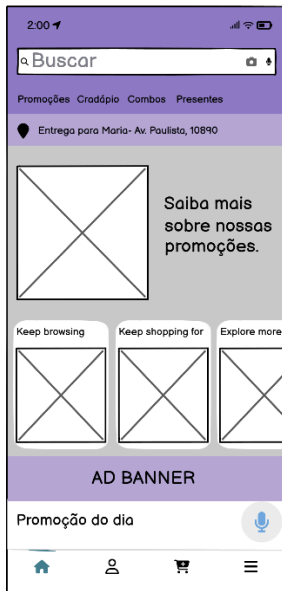 2:00
Buscar
Promoções Cradápio Combos Presentes
Entrega para Maria- Av. Paulista, 10890
Saiba mais
sobre nossas
promoções.
Keep browsing
Keep shopping for
Explore more
AD BANNER
Promoção do dia